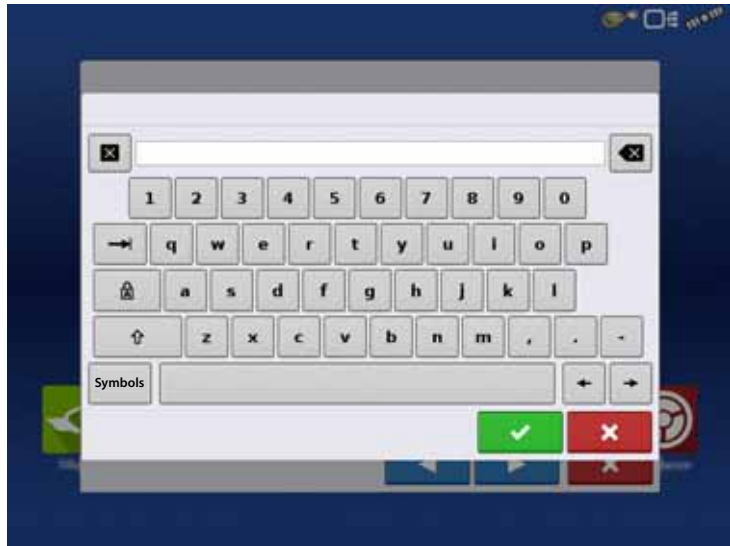 1 2 3 4 5 6 7 8 9 0
q w e r t y u i o p
a s d f g h j k l
z x c v b n m , . -
Symbols